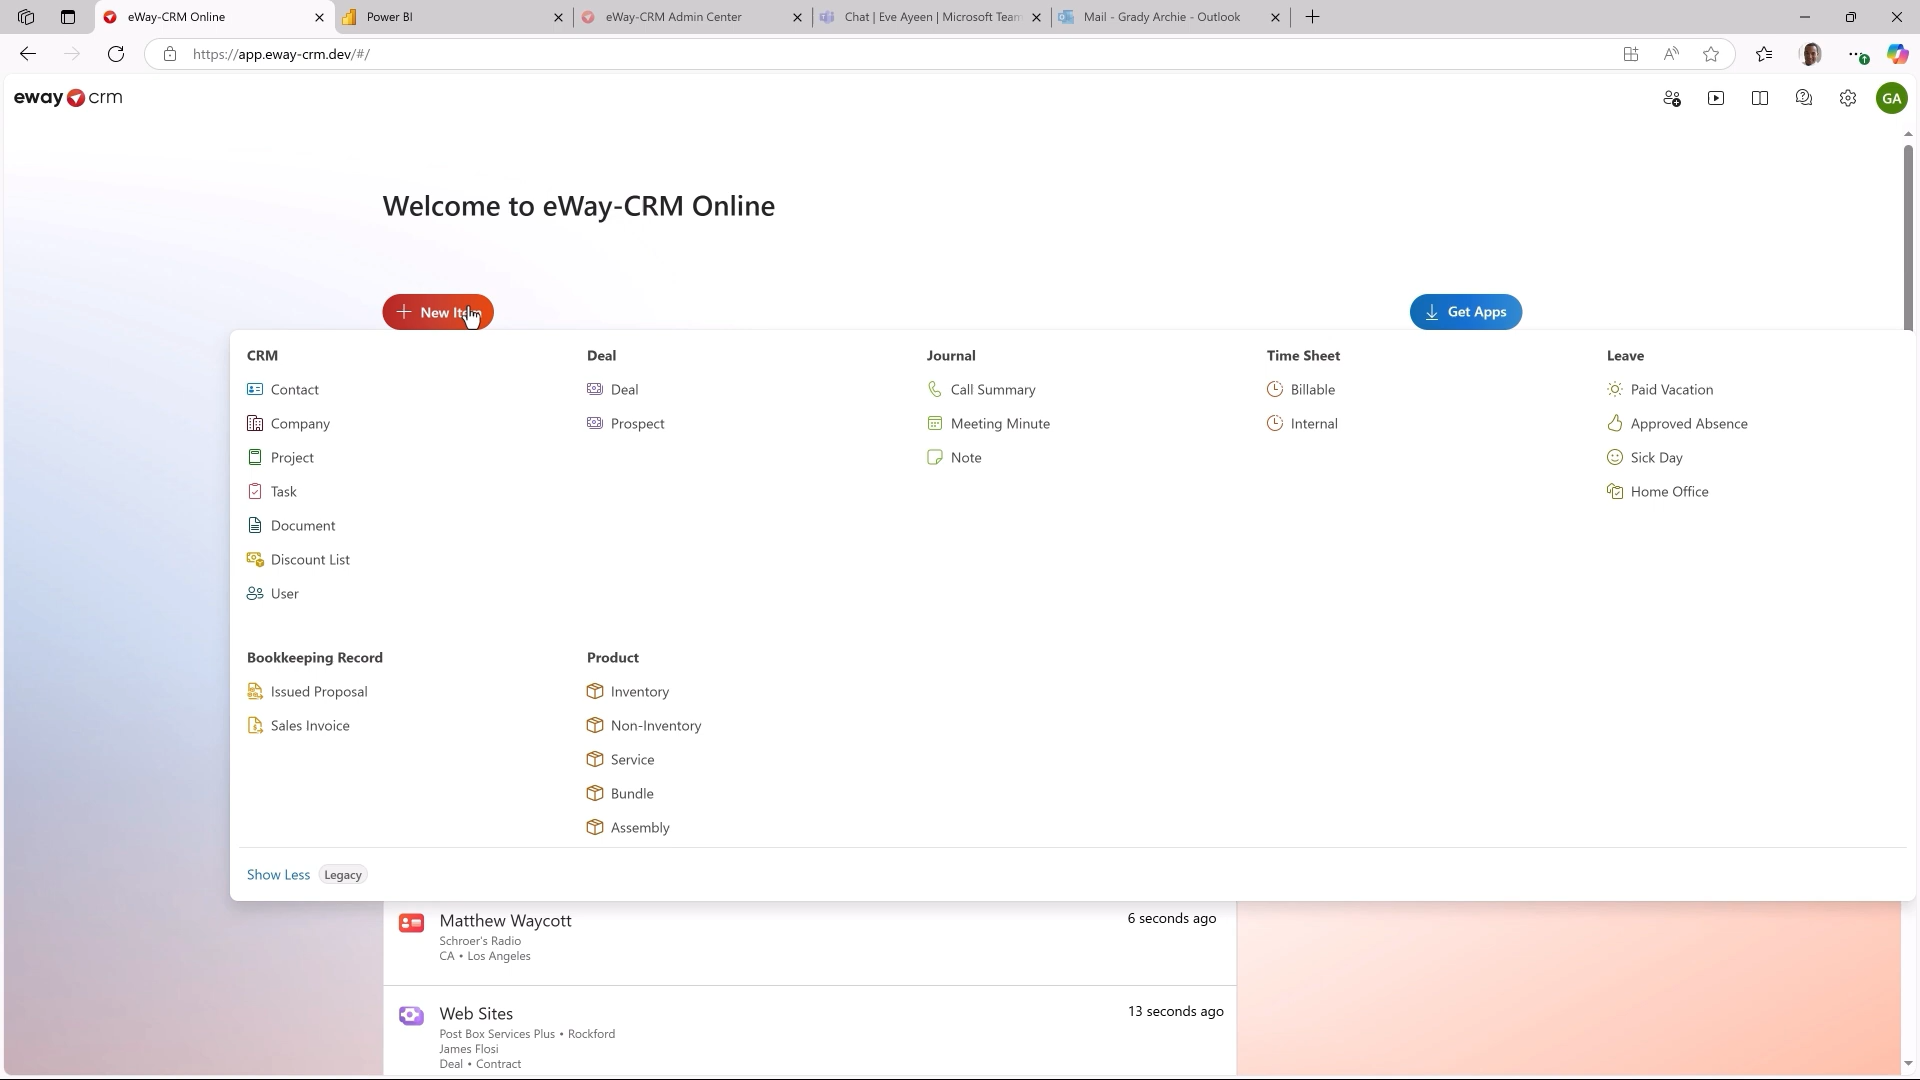 eWay-CRM Online
Power BI
eWay-CRM Admin Center
Chat | Eve Ayeen | Microsoft Team
Mail - Grady Archie - Outlook
https://app.eway-crm.dev/#/
eway crm
GA
Welcome to eWay-CRM Online
New Item
Get Apps
CRM
Contact
Company
Project
Task
Document
Discount List
User
Deal
Deal
Prospect
Journal
Call Summary
Meeting Minute
Note
Time Sheet
Billable
Internal
Leave
Paid Vacation
Approved Absence
Sick Day
Home Office
Bookkeeping Record
Issued Proposal
Sales Invoice
Product
Inventory
Non-Inventory
Service
Bundle
Assembly
Show Less Legacy
Matthew Waycott 6 seconds ago
Schroer's Radio
CA • Los Angeles
Web Sites 13 seconds ago
Post Box Services Plus • Rockford
James Flosi
Deal • Contract